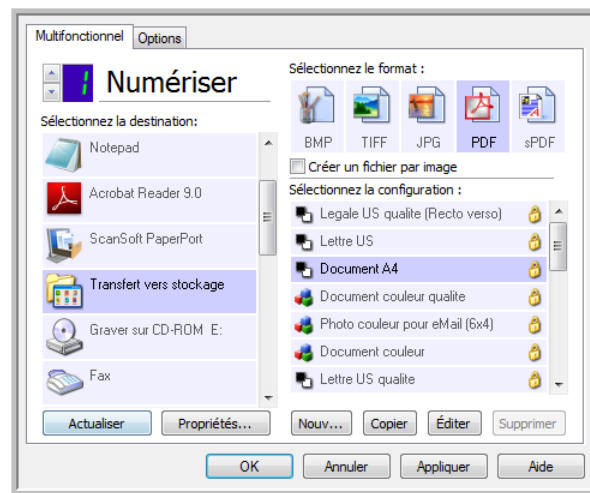 Multifonctionnel Options
1 Numériser
Sélectionnez la destination:
Notepad
Acrobat Reader 9.0
ScanSoft PaperPort
Transfert vers stockage
Graver sur CD-ROM E:
Fax
Actualiser Propriétés...
Sélectionnez le format :
BMP TIFF JPG PDF sPDF
Créer un fichier par image
Sélectionnez la configuration :
Legale US qualite (Recto verso)
Lettre US
Document A4
Document couleur qualite
Photo couleur pour eMail (6x4)
Document couleur
Lettre US qualite
Nouv... Copier Éditer Supprimer
OK Annuler Appliquer Aide